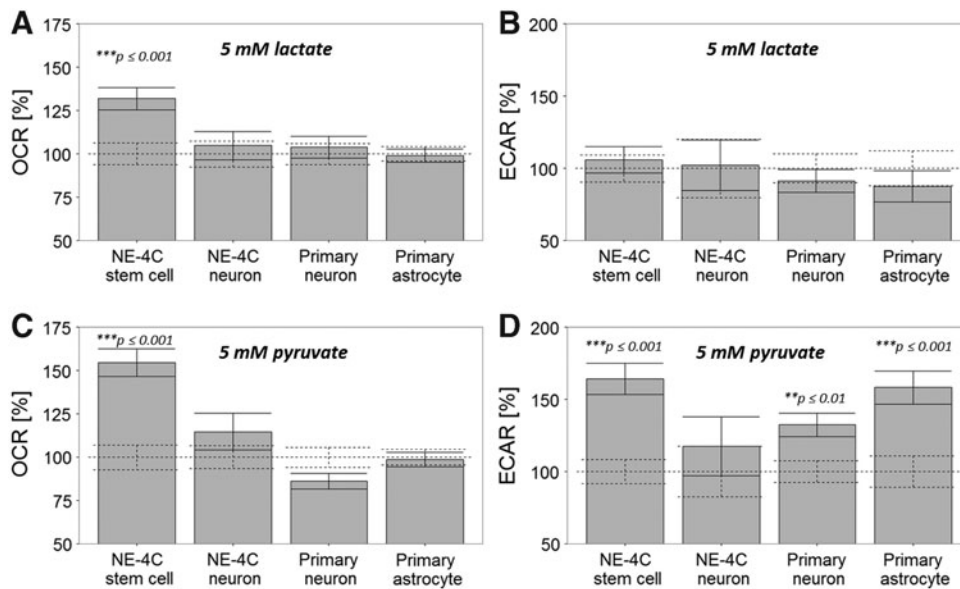 A
OCR [%]
175
150
125
100
75
50
5 mM lactate
***p ≤ 0.001
NE-4C
stem cell
NE-4C
neuron
Primary
neuron
Primary
astrocyte
B
ECAR [%]
200
150
100
50
5 mM lactate
NE-4C
stem cell
NE-4C
neuron
Primary
neuron
Primary
astrocyte
C
OCR [%]
175
150
125
100
75
50
5 mM pyruvate
***p ≤ 0.001
NE-4C
stem cell
NE-4C
neuron
Primary
neuron
Primary
astrocyte
D
ECAR [%]
200
150
100
50
5 mM pyruvate
***p ≤ 0.001
**p ≤ 0.01
***p ≤ 0.001
NE-4C
stem cell
NE-4C
neuron
Primary
neuron
Primary
astrocyte